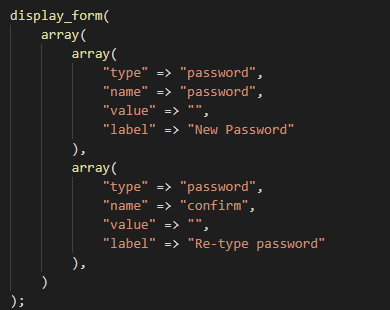 display_form(
    array(
        array(
            "type" => "password",
            "name" => "password",
            "value" => "",
            "label" => "New Password"
        ),
        array(
            "type" => "password",
            "name" => "confirm",
            "value" => "",
            "label" => "Re-type password"
        ),
    )
);